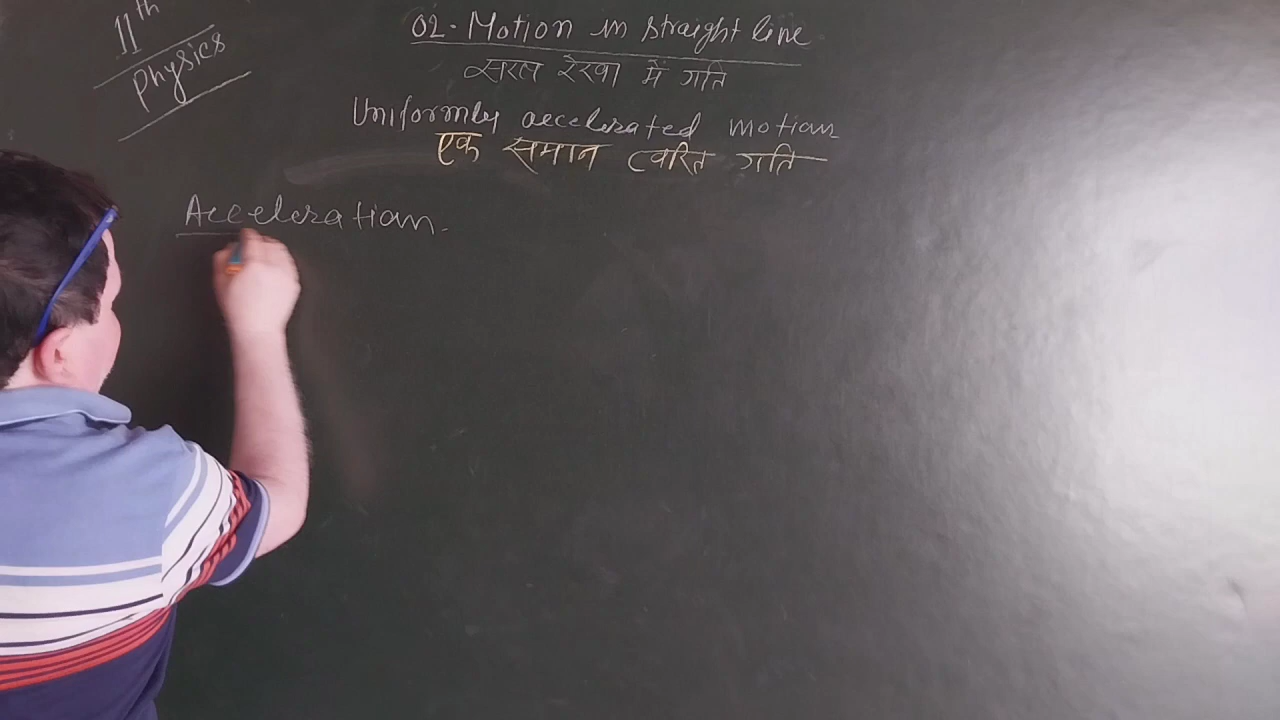 11th
Physics
02. Motion in straight line
सरल रेखा में गति
Uniformly accelerated motion
एक समान त्वरित गति
Acceleration.